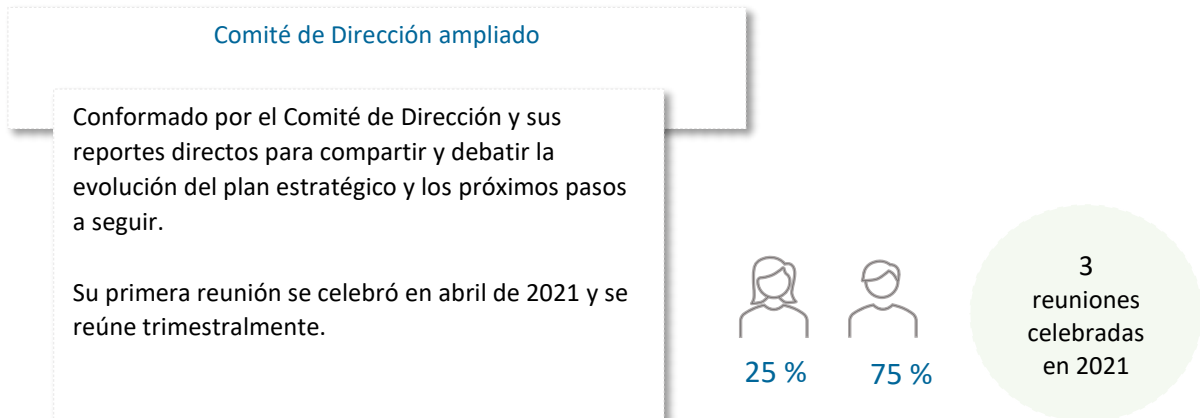 Comité de Dirección ampliado
Conformado por el Comité de Dirección y sus
reportes directos para compartir y debatir la
evolución del plan estratégico y los próximos pasos
a seguir.
Su primera reunión se celebró en abril de 2021 y se
reúne trimestralmente.
25 %
75 %
3
reuniones
celebradas
en 2021